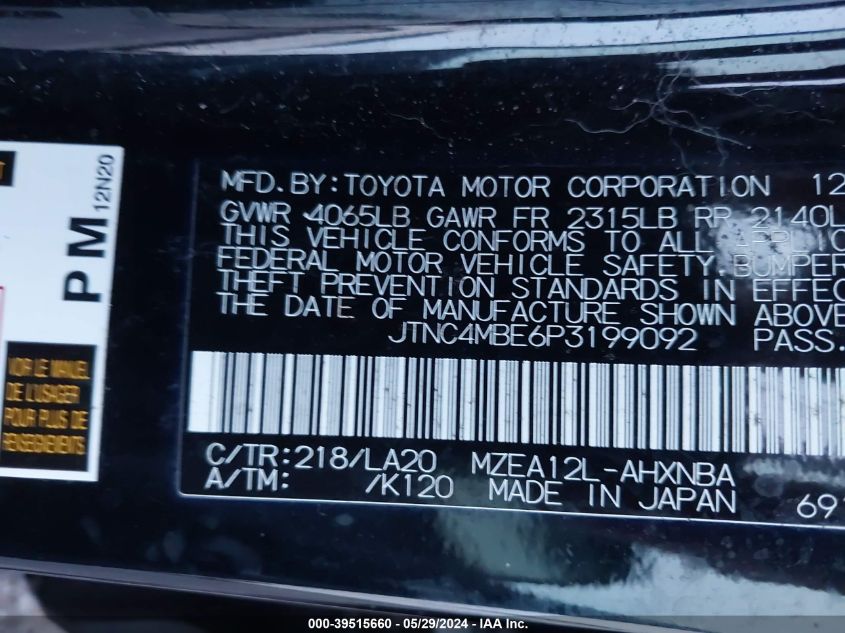 T
PM
12N20
VOIR LE MANUEL
DE L'USAGER
POUR PLUS DE
RENSEIGNEMENTS
MFD.BY:TOYOTA MOTOR CORPORATION 12
GVWR 4065LB GAWR FR 2315LB RR 2140L
THIS VEHICLE CONFORMS TO ALL APPLIC
FEDERAL MOTOR VEHICLE SAFETY,BUMPER
THEFT PREVENTION STANDARDS IN EFFEC
THE DATE OF MANUFACTURE SHOWN ABOVE
JTNC4MBE6P3199092 PASS.
C/TR:218/LA20 MZEA12L-AHXNBA
A/TM: /K120 MADE IN JAPAN 691
000-39515660 - 05/29/2024 - IAA Inc.